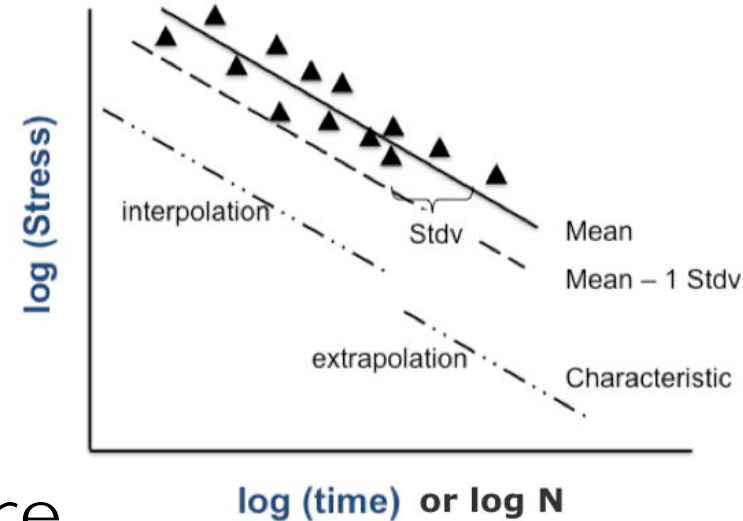 log (Stress)
interpolation
Stdv
Mean
Mean – 1 Stdv
extrapolation
Characteristic
log (time) or log N